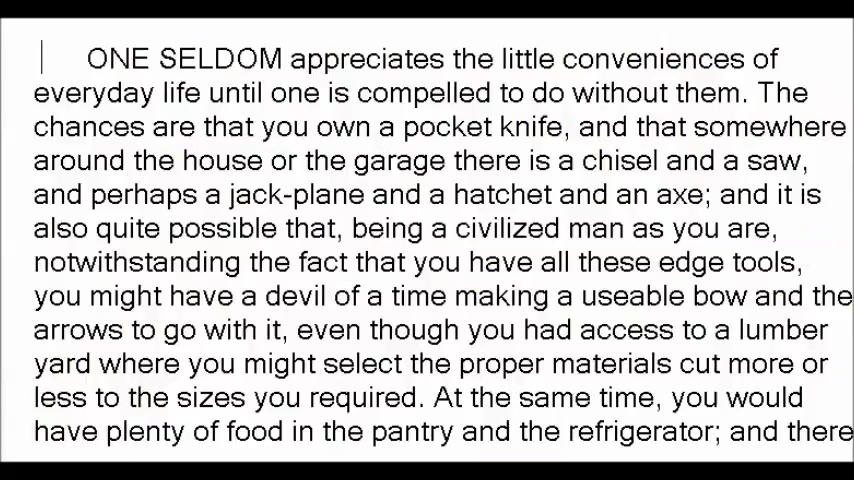 ONE SELDOM appreciates the little conveniences of
everyday life until one is compelled to do without them. The
chances are that you own a pocket knife, and that somewhere
around the house or the garage there is a chisel and a saw,
and perhaps a jack-plane and a hatchet and an axe; and it is
also quite possible that, being a civilized man as you are,
notwithstanding the fact that you have all these edge tools,
you might have a devil of a time making a useable bow and the
arrows to go with it, even though you had access to a lumber
yard where you might select the proper materials cut more or
less to the sizes you required. At the same time, you would
have plenty of food in the pantry and the refrigerator; and there